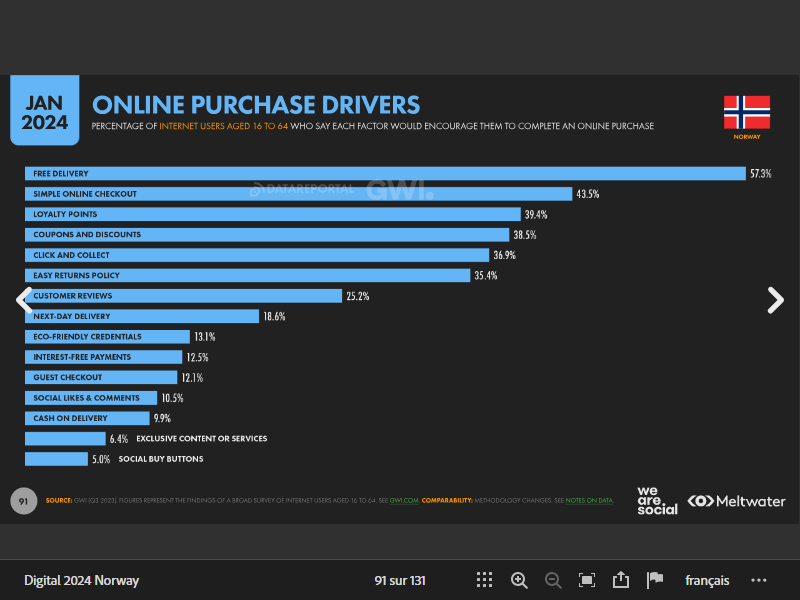 JAN
2024
ONLINE PURCHASE DRIVERS
PERCENTAGE OF INTERNET USERS AGED 16 TO 64 WHO SAY EACH FACTOR WOULD ENCOURAGE THEM TO COMPLETE AN ONLINE PURCHASE
NORWAY
FREE DELIVERY 57.3%
DATAREPORTAL GWI.
SIMPLE ONLINE CHECKOUT 43.5%
LOYALTY POINTS 39.4%
COUPONS AND DISCOUNTS 38.5%
CLICK AND COLLECT 36.9%
EASY RETURNS POLICY 35.4%
CUSTOMER REVIEWS 25.2%
NEXT-DAY DELIVERY 18.6%
ECO-FRIENDLY CREDENTIALS 13.1%
INTEREST-FREE PAYMENTS 12.5%
GUEST CHECKOUT 12.1%
SOCIAL LIKES & COMMENTS 10.5%
CASH ON DELIVERY 9.9%
6.4% EXCLUSIVE CONTENT OR SERVICES
5.0% SOCIAL BUY BUTTONS
91
SOURCE: GWI (Q3 2023). FIGURES REPRESENT THE FINDINGS OF A BROAD SURVEY OF INTERNET USERS AGED 16 TO 64. SEE GWI.COM. COMPARABILITY: METHODOLOGY CHANGES. SEE NOTES ON DATA.
we
are.
social
Meltwater
Digital 2024 Norway
91 sur 131
français